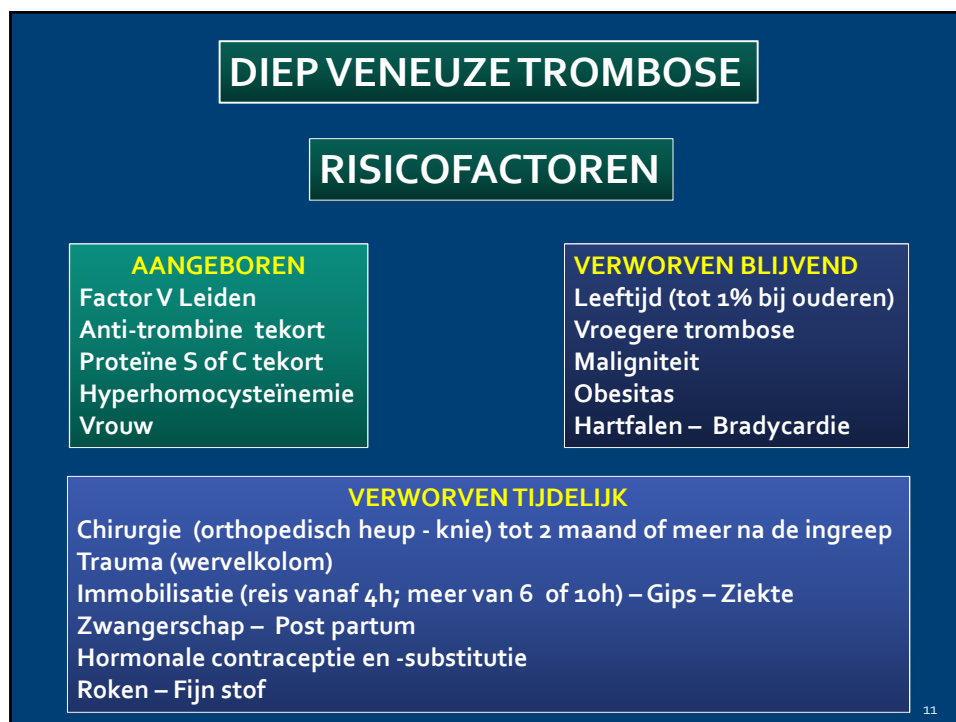 DIEP VENEUZE TROMBOSE
RISICOFACTOREN
AANGEBOREN
Factor V Leiden
Anti-trombine tekort
Proteïne S of C tekort
Hyperhomocysteïnemie
Vrouw
VERWORVEN BLIJVEND
Leeftijd (tot 1% bij ouderen)
Vroegere trombose
Maligniteit
Obesitas
Hartfalen – Bradycardie
VERWORVEN TIJDELIJK
Chirurgie (orthopedisch heup - knie) tot 2 maand of meer na de ingreep
Trauma (wervelkolom)
Immobilisatie (reis vanaf 4h; meer van 6 of 10h) – Gips – Ziekte
Zwangerschap – Post partum
Hormonale contraceptie en -substitutie
Roken – Fijn stof
11